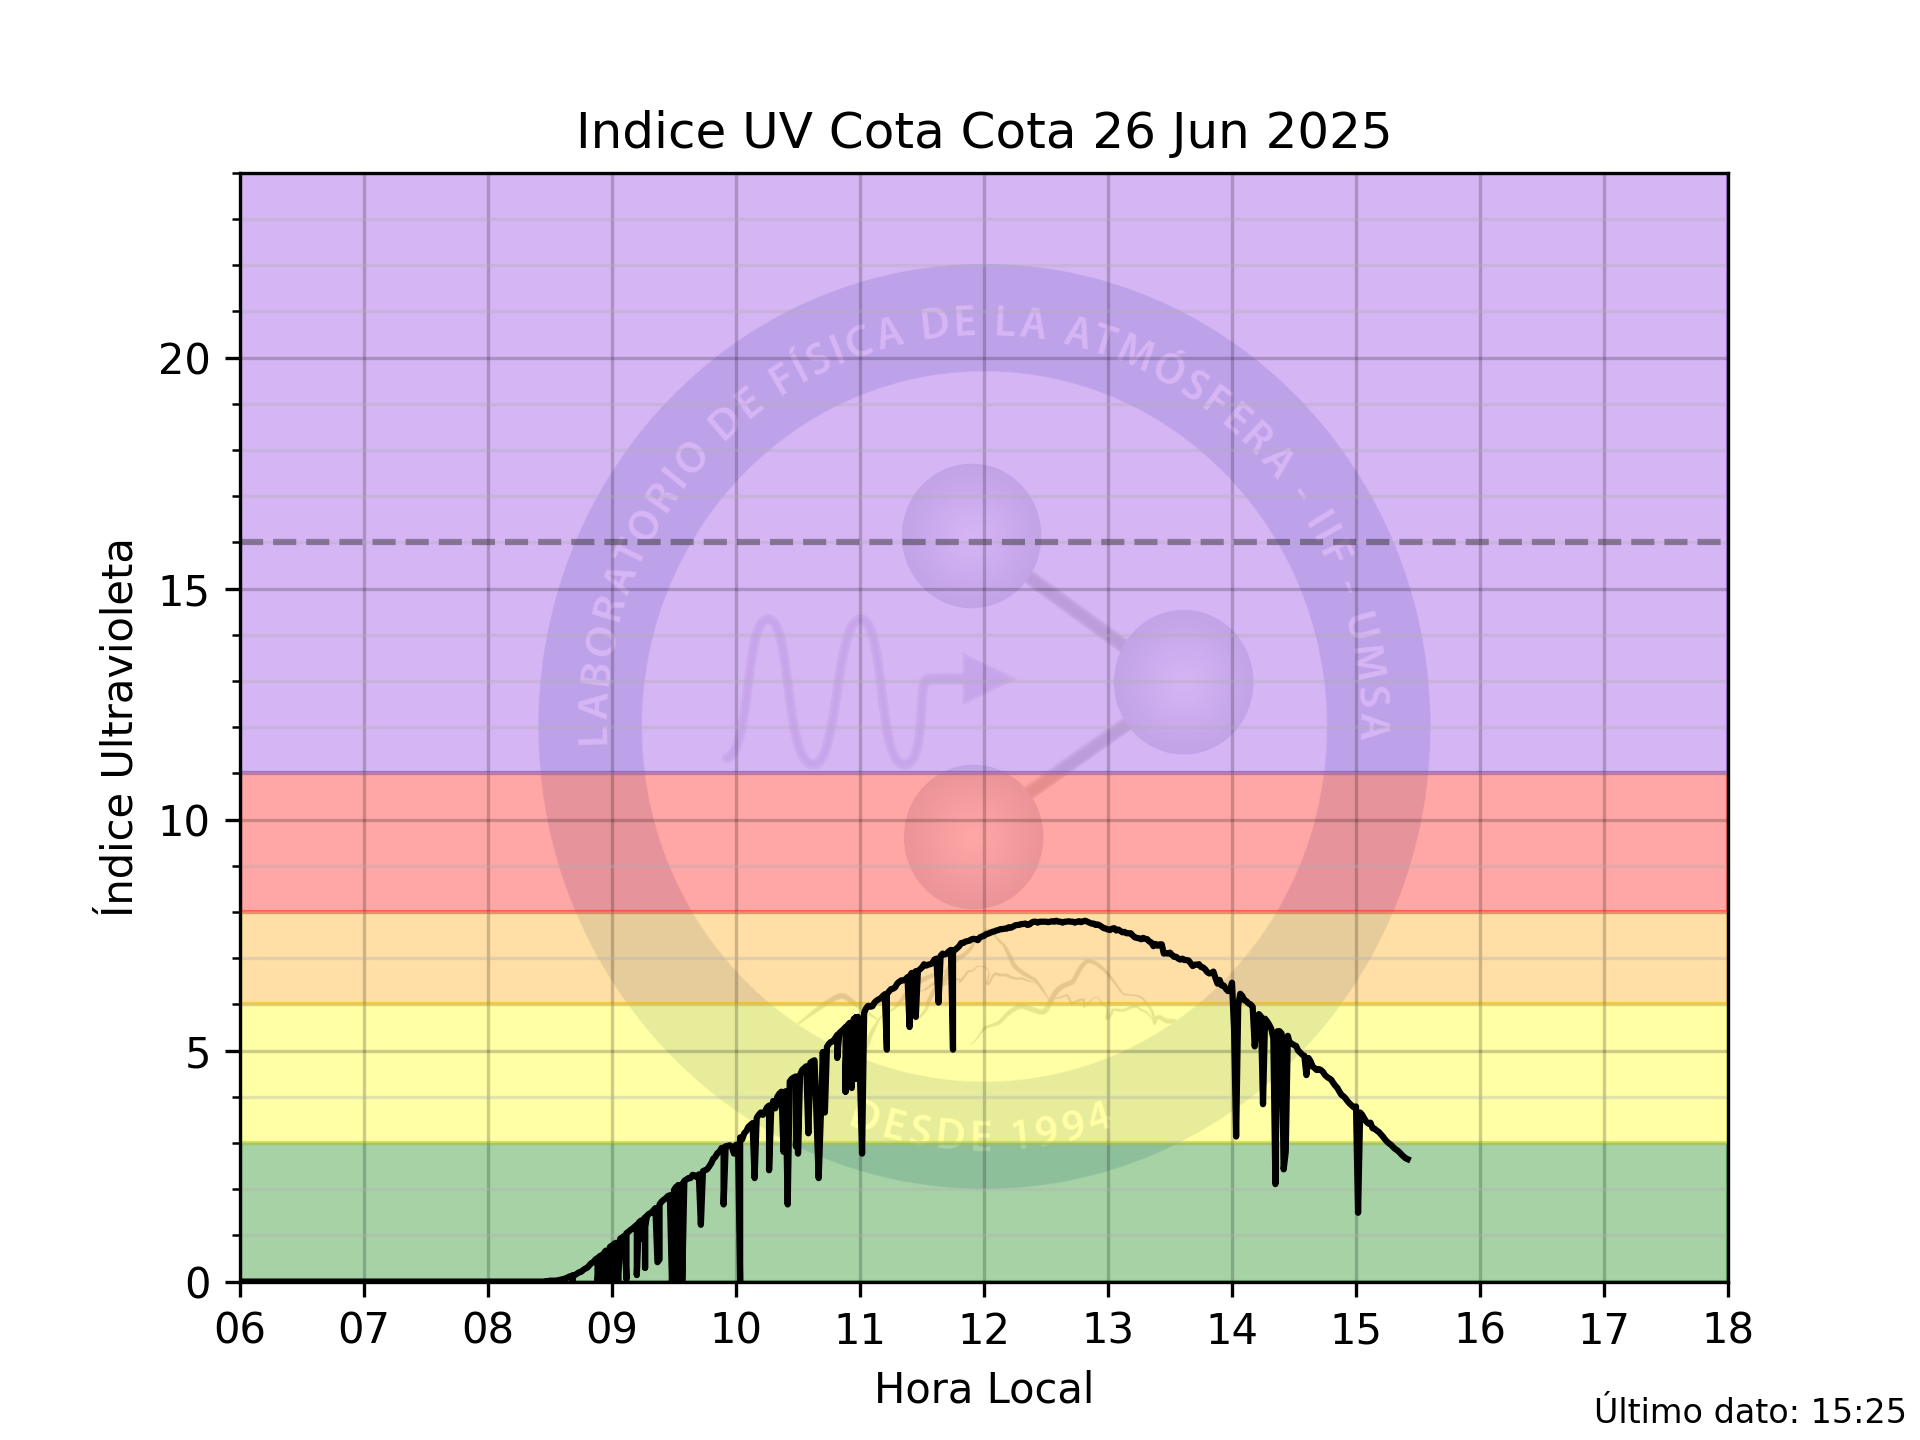 Indice UV Cota Cota 26 Jun 2025
LABORATORIO DE FÍSICA DE LA ATMÓSFERA - IIF - UMSA
20
15
10
5
0
Índice Ultravioleta
DESDE 1994
06 07 08 09 10 11 12 13 14 15 16 17 18
Hora Local
Último dato: 15:25